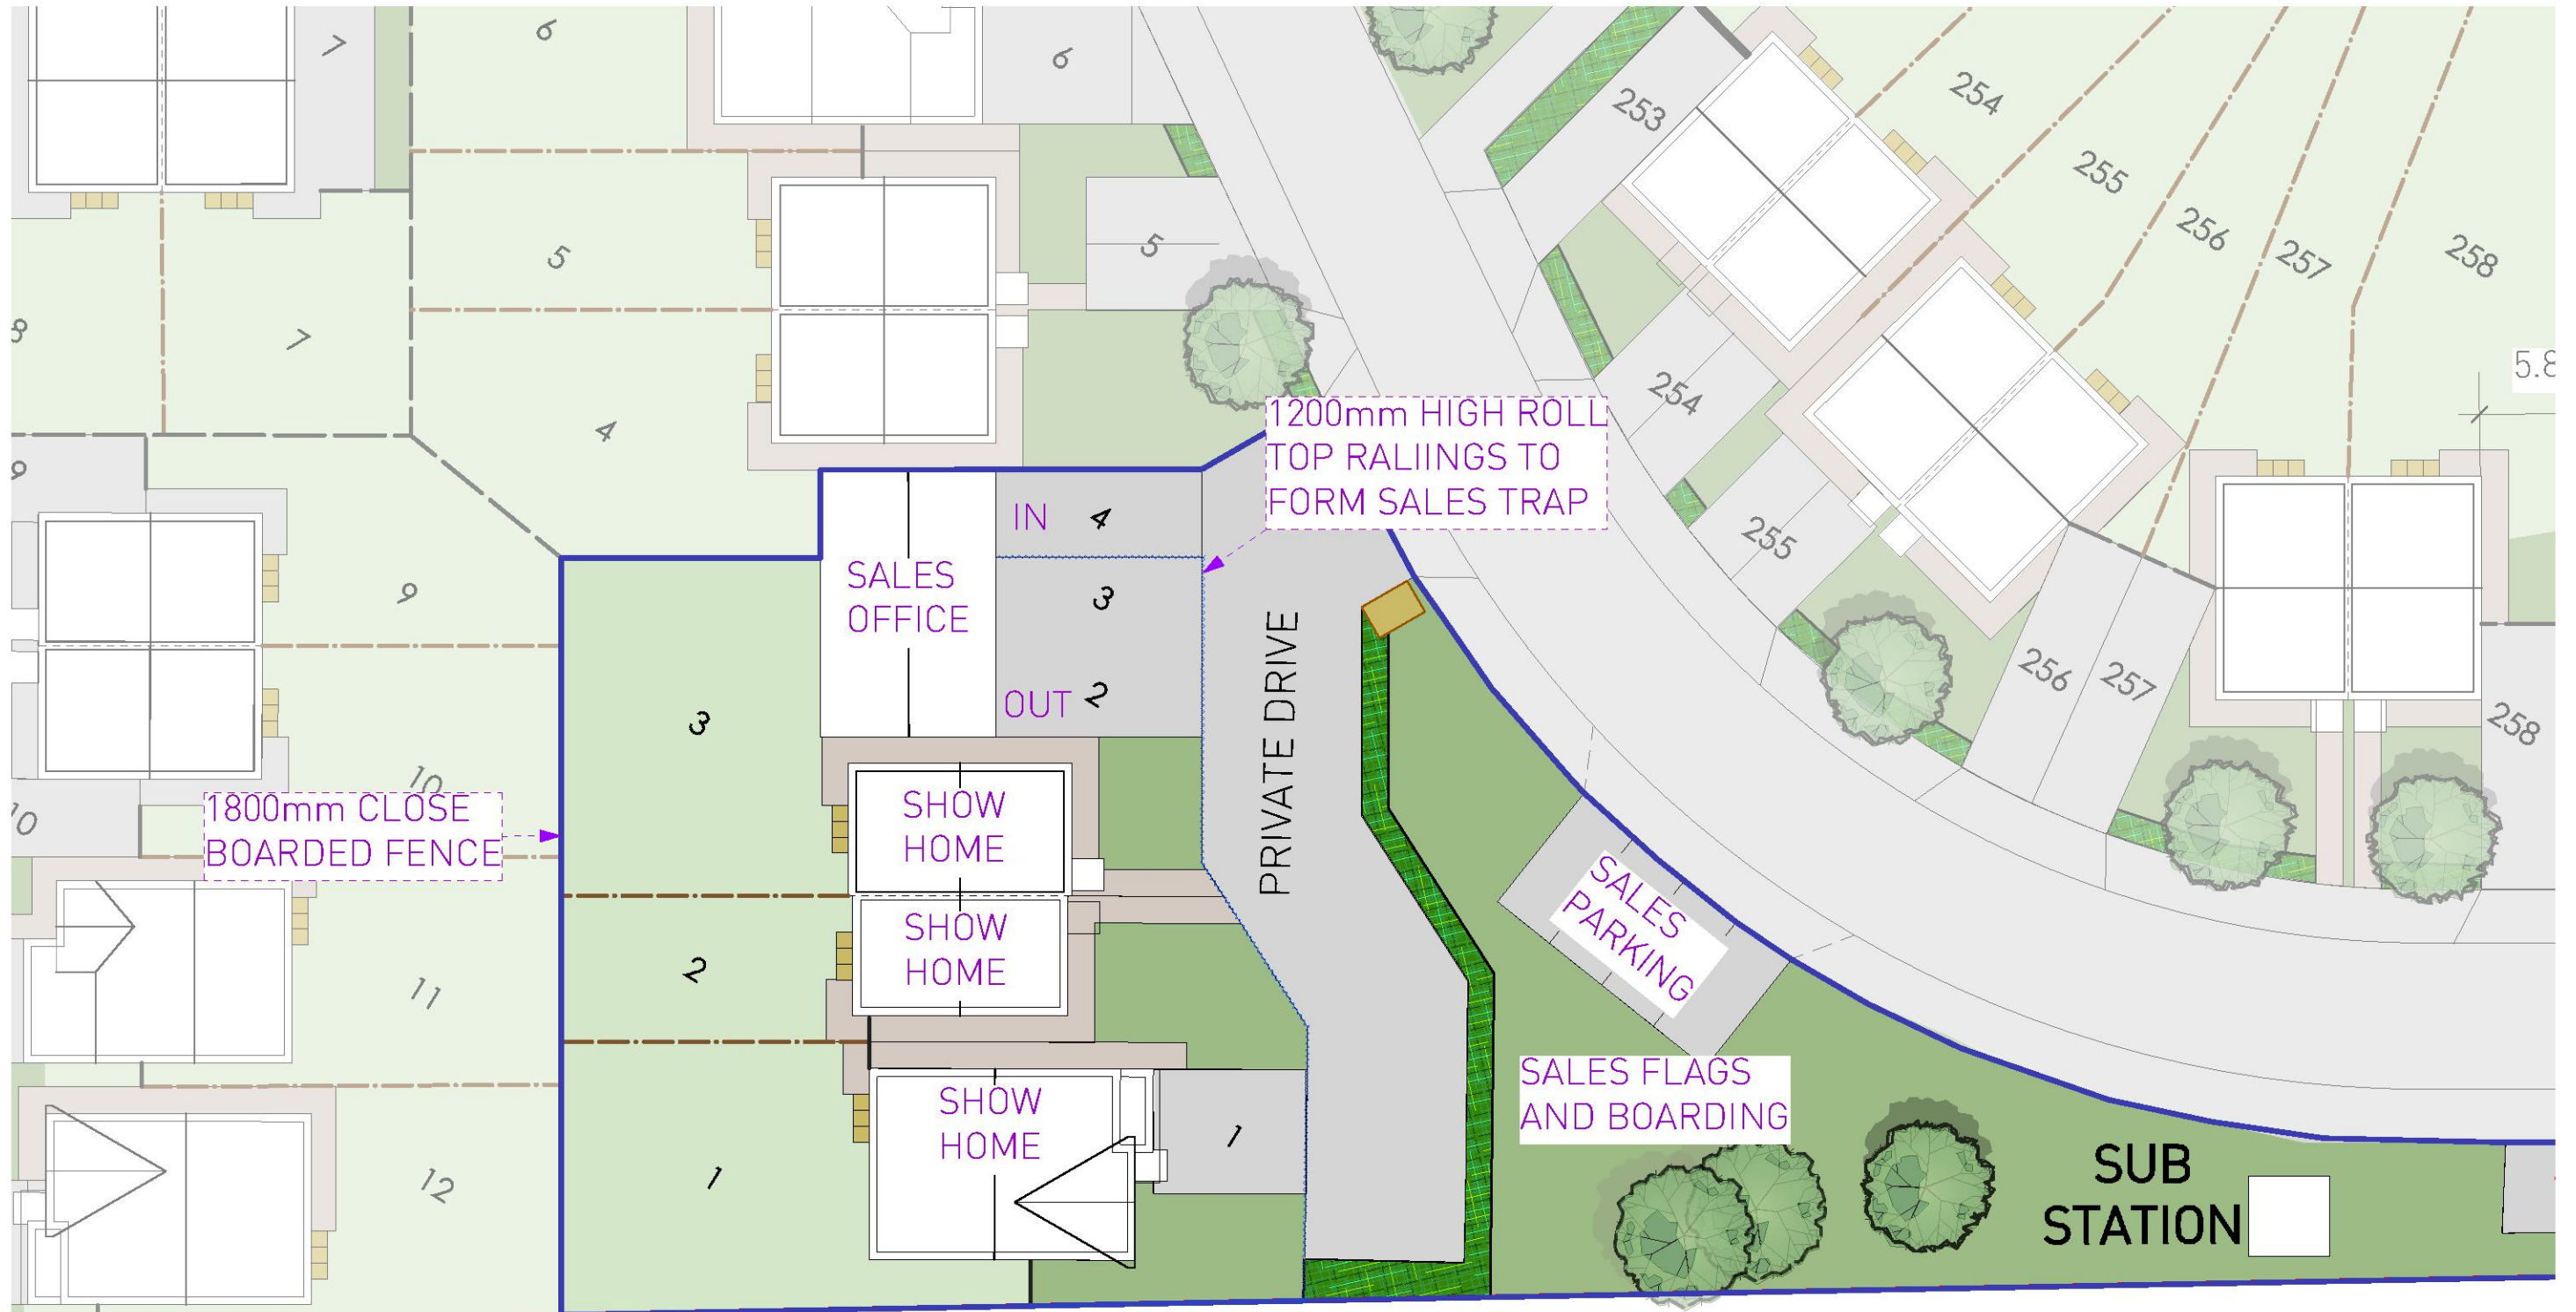 7
6
6
253
254
255
256
257
258
5
5
8
7
4
5.8
1200mm HIGH ROLL
TOP RALIINGS TO
FORM SALES TRAP
254
9
IN 4
255
SALES
OFFICE
3
9
PRIVATE DRIVE
256
257
258
OUT 2
3
10
10
1800mm CLOSE
BOARDED FENCE
SHOW
HOME
SHOW
HOME
SALES
PARKING
2
11
SALES FLAGS
AND BOARDING
SHOW
HOME
1
1
12
SUB
STATION